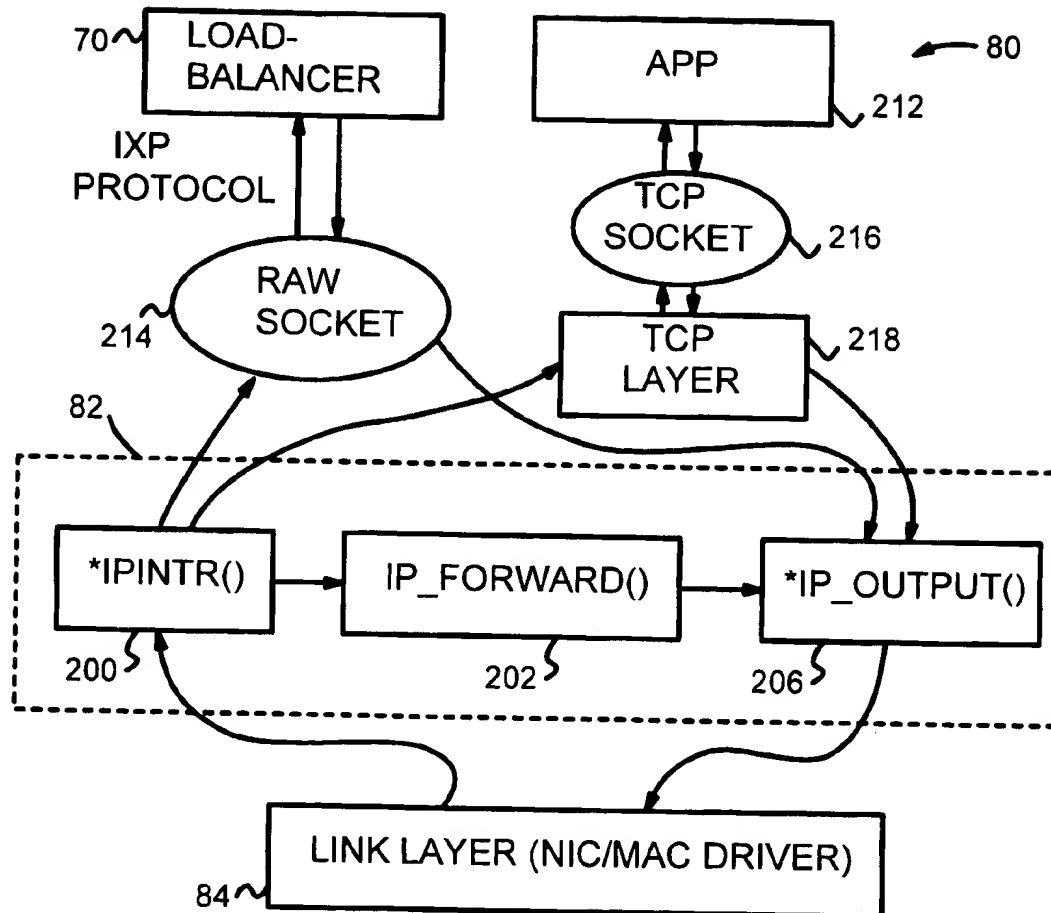 70
LOAD-
BALANCER
APP
80
212
IXP
PROTOCOL
TCP
SOCKET
216
RAW
SOCKET
214
TCP
LAYER
218
82
*IPINTR()
IP_FORWARD()
*IP_OUTPUT()
200
202
206
LINK LAYER (NIC/MAC DRIVER)
84